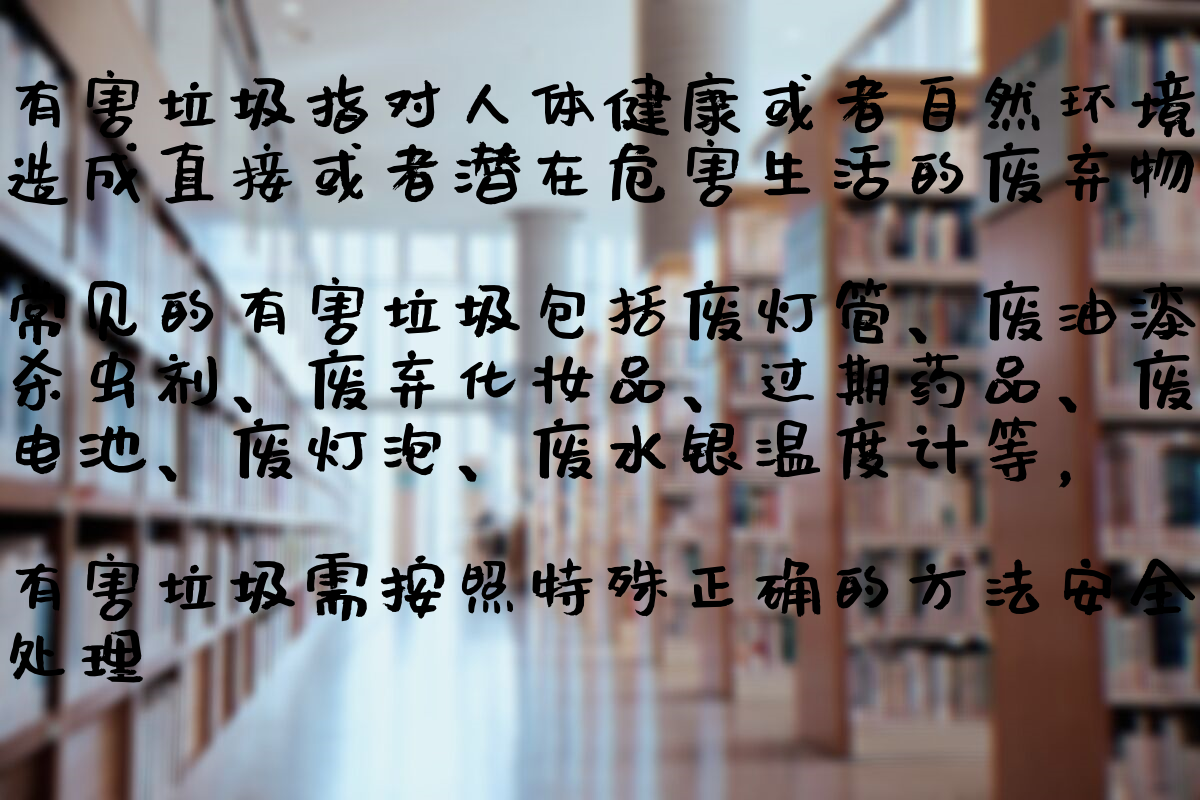 有害垃圾指对人体健康或者自然环境
造成直接或者潜在危害生活的废弃物
常见的有害垃圾包括废灯管、废油漆
杀虫剂、废弃化妆品、过期药品、废
电池、废灯泡、废水银温度计等，
有害垃圾需按照特殊正确的方法安全
处理